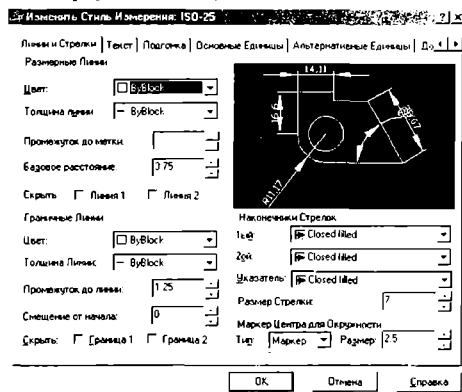 Изменить Стиль Измерения: ISO-25
Линии и Стрелки Текст Подгонка Основные Единицы Альтернативные Единицы До
Размерные Линии
Цвет: ByBlock
Толщина линии ByBlock
Промежуток до метки:
Базовое расстояние: 3.75
Скрыть Линия 1 Линия 2
14,11
16,6
R11,17
Граничные Линии
Цвет: ByBlock
Толщина Линии: ByBlock
Промежуток до линии: 1.25
Смещение от начала: 0
Скрыть: Граница 1 Граница 2
Наконечники Стрелок
1ый: Closed filled
2ой: Closed filled
Указатель: Closed filled
Размер Стрелки: 7
Маркер Центра для Окружности
Тип: Маркер Размер: 2.5
OK Отмена Справка